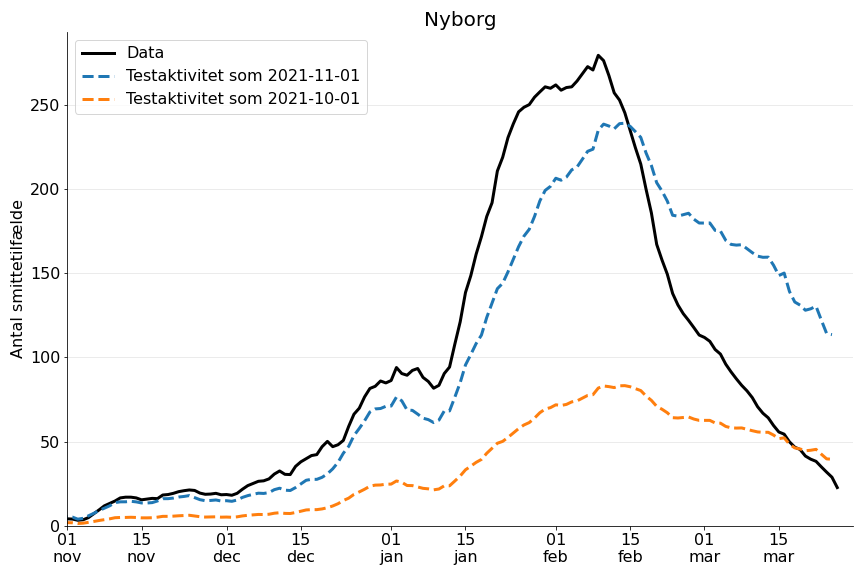 Nyborg
Data
Testaktivitet som 2021-11-01
Testaktivitet som 2021-10-01
Antal smittetilfælde
250
200
150
100
50
0
01 15 01 15 01 15 01 15 01 15
nov nov dec dec jan jan feb feb mar mar